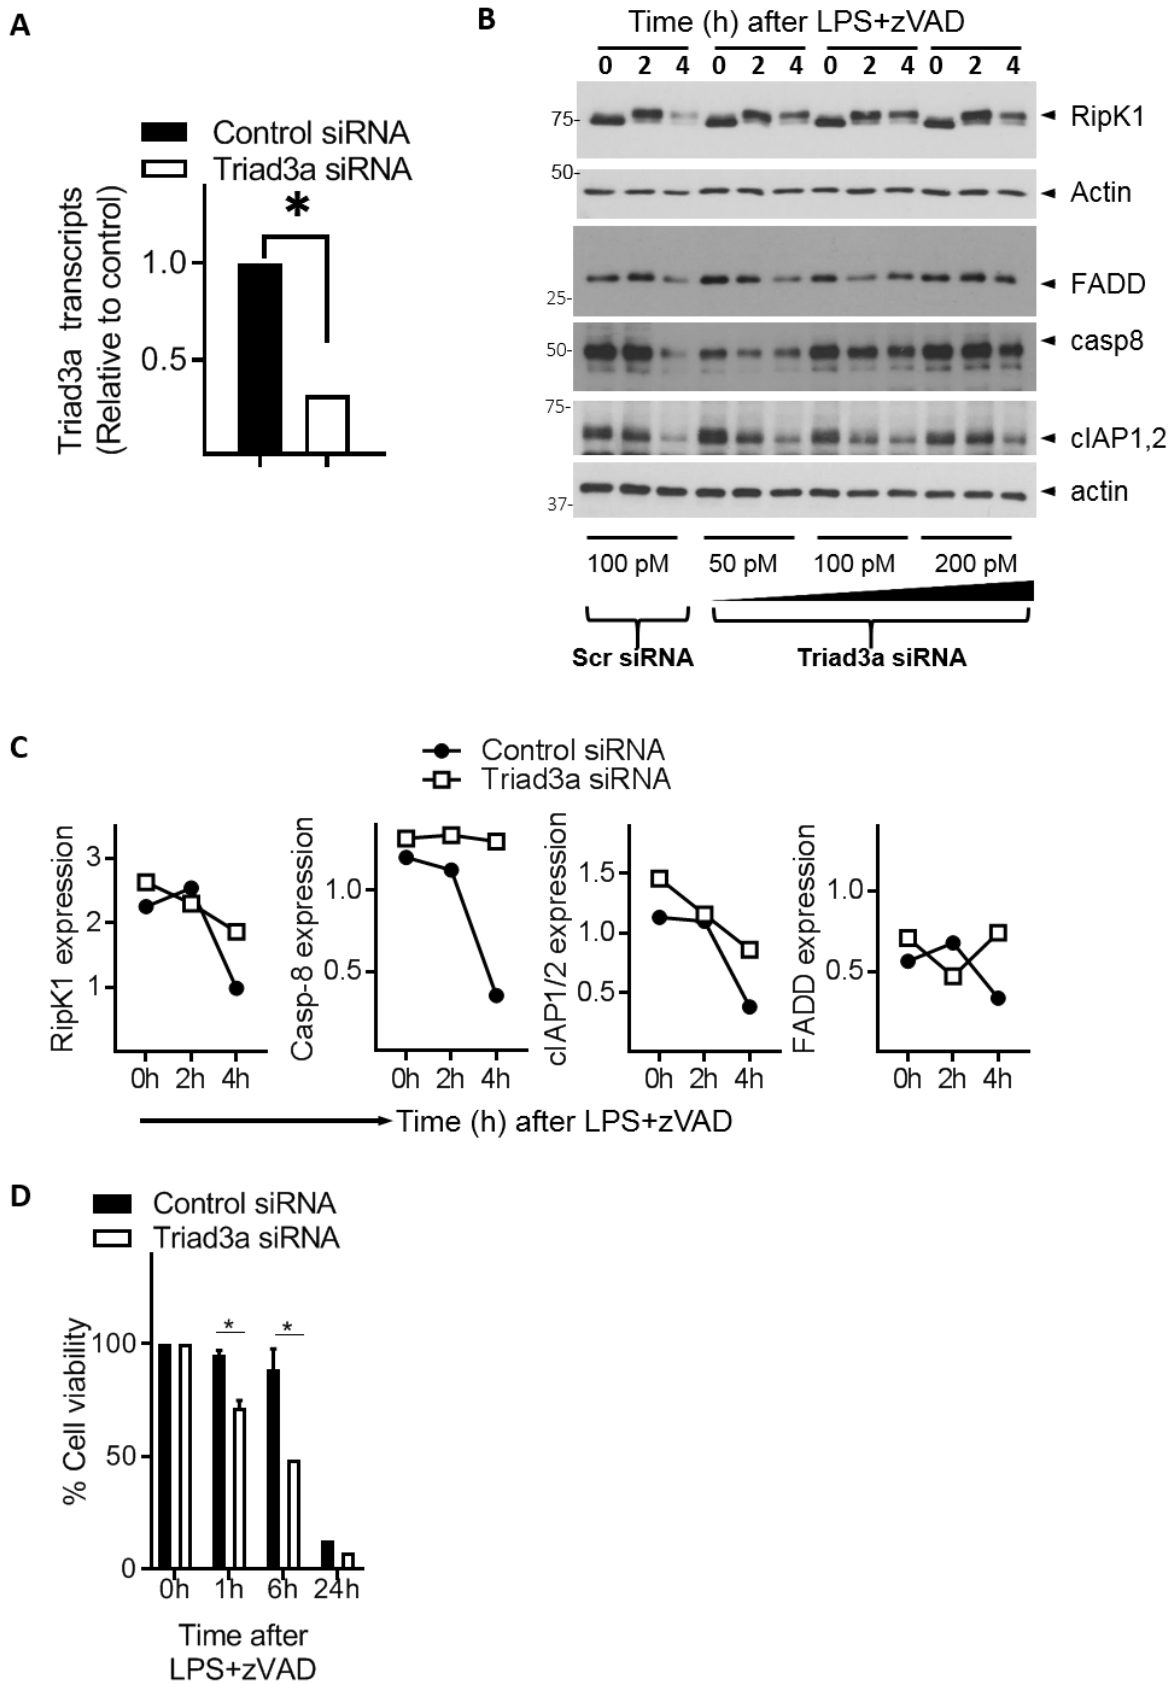 A
Control siRNA
Triad3a siRNA
*
Triad3a transcripts
(Relative to control)
1.0
0.5
B
Time (h) after LPS+zVAD
0 2 4 0 2 4 0 2 4 0 2 4
75-
RipK1
50-
Actin
FADD
25-
casp8
50-
75-
cIAP1,2
actin
37-
100 pM 50 pM 100 pM 200 pM
Scr siRNA Triad3a siRNA
C
Control siRNA
Triad3a siRNA
RipK1 expression
3
2
1
0h 2h 4h
Casp-8 expression
1.0
0.5
0h 2h 4h
cIAP1/2 expression
1.5
1.0
0.5
0h 2h 4h
FADD expression
1.0
0.5
0h 2h 4h
Time (h) after LPS+zVAD
D
Control siRNA
Triad3a siRNA
% Cell viability
100
50
0
* *
0h 1h 6h 24h
Time after
LPS+zVAD